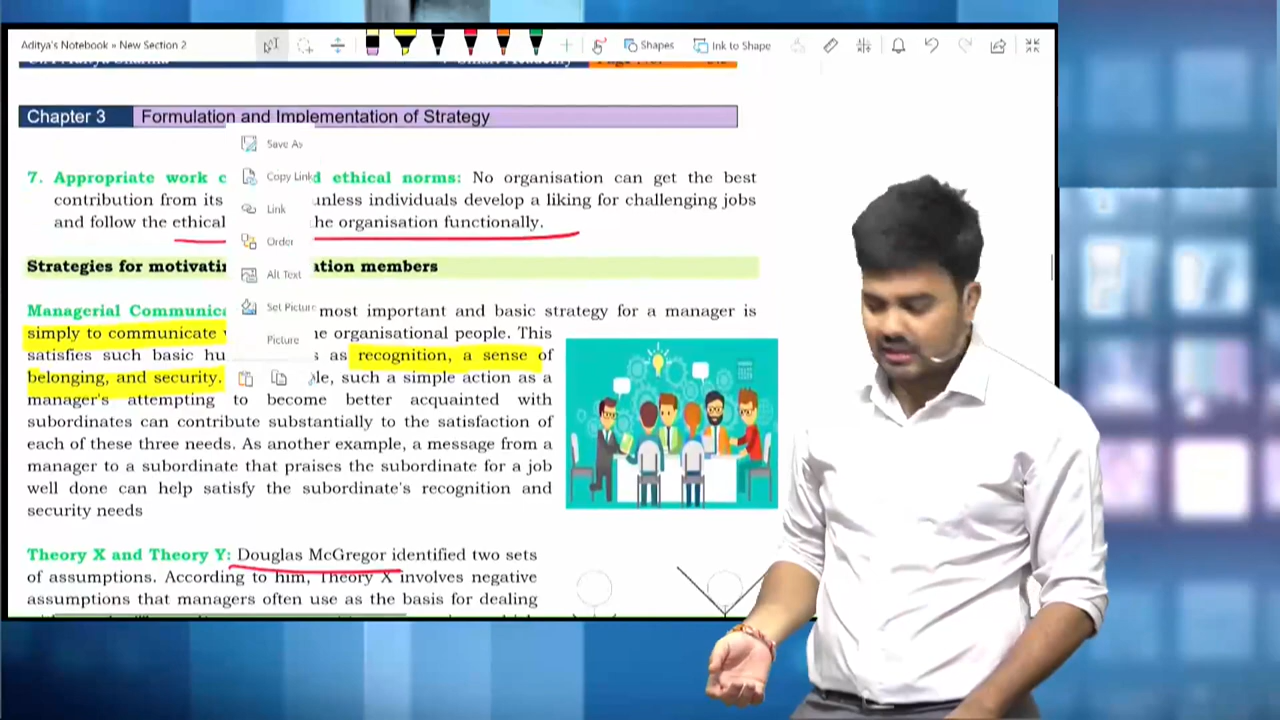 Aditya's Notebook » New Section 2
Shapes
Ink to Shape
Chapter 3 Formulation and Implementation of Strategy
Save As
Copy Link
Link
Order
Alt Text
Set Picture
Picture
7. Appropriate work c d ethical norms: No organisation can get the best
contribution from its unless individuals develop a liking for challenging jobs
and follow the ethical he organisation functionally.
Strategies for motivatin ation members
Managerial Communica most important and basic strategy for a manager is
simply to communicate e organisational people. This
satisfies such basic hu s as recognition, a sense of
belonging, and security. le, such a simple action as a
manager's attempting to become better acquainted with
subordinates can contribute substantially to the satisfaction of
each of these three needs. As another example, a message from a
manager to a subordinate that praises the subordinate for a job
well done can help satisfy the subordinate's recognition and
security needs
Theory X and Theory Y: Douglas McGregor identified two sets
of assumptions. According to him, Theory X involves negative
assumptions that managers often use as the basis for dealing